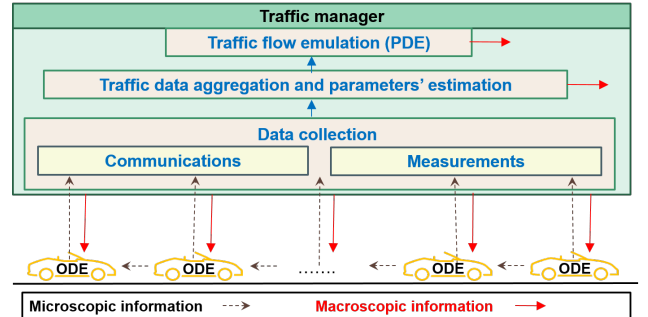 Traffic manager
Traffic flow emulation (PDE)
Traffic data aggregation and parameters' estimation
Data collection
Communications
Measurements
ODE
ODE
.......
ODE
ODE
Microscopic information
Macroscopic information